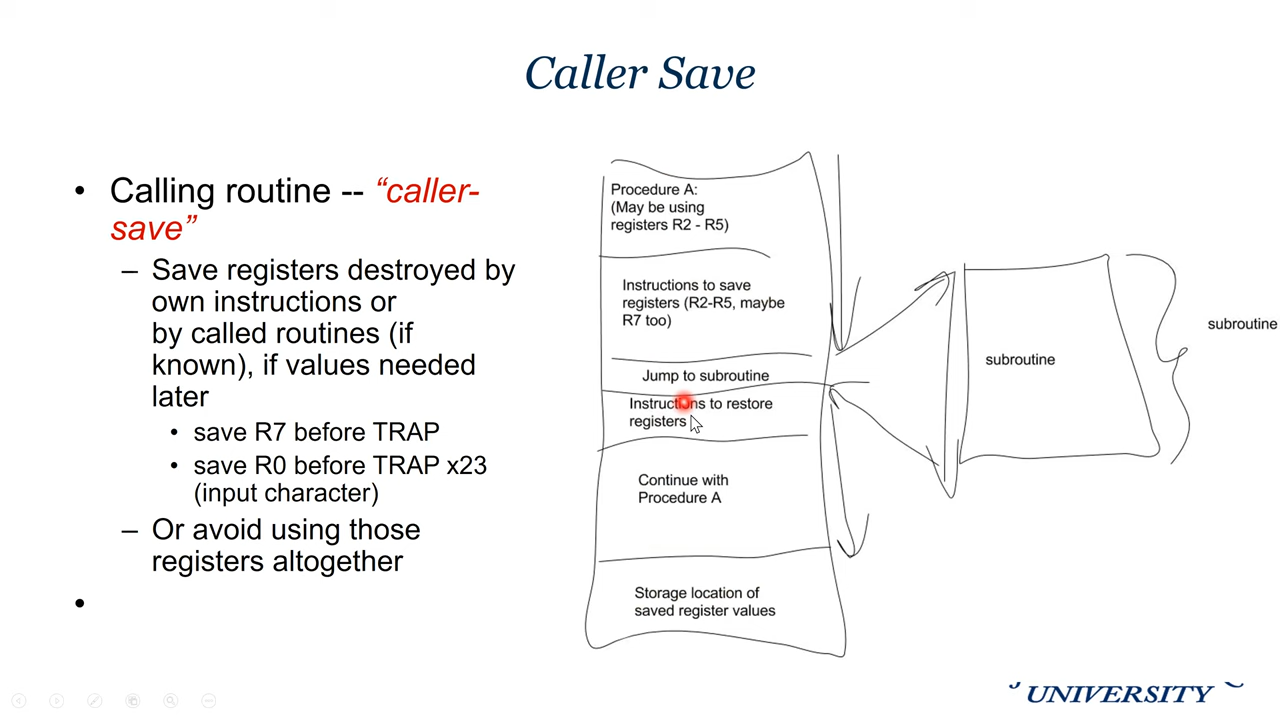 Caller Save
• Calling routine -- “caller-
save”
– Save registers destroyed by
own instructions or
by called routines (if
known), if values needed
later
• save R7 before TRAP
• save R0 before TRAP x23
(input character)
– Or avoid using those
registers altogether
•
Procedure A:
(May be using
registers R2 - R5)
Instructions to save
registers (R2-R5, maybe
R7 too)
Jump to subroutine
Instructions to restore
registers
Continue with
Procedure A
Storage location of
saved register values
subroutine
subroutine
UNIVERSITY